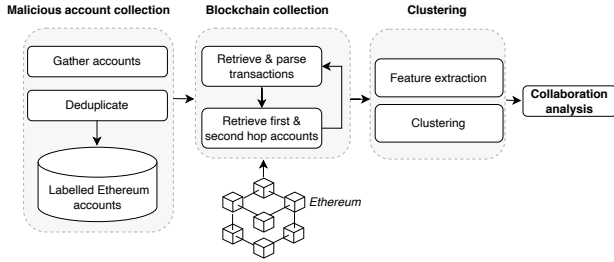 Malicious account collection
Gather accounts
Deduplicate
Labelled Ethereum
accounts
Blockchain collection
Retrieve & parse
transactions
Retrieve first &
second hop accounts
Ethereum
Clustering
Feature extraction
Clustering
Collaboration
analysis